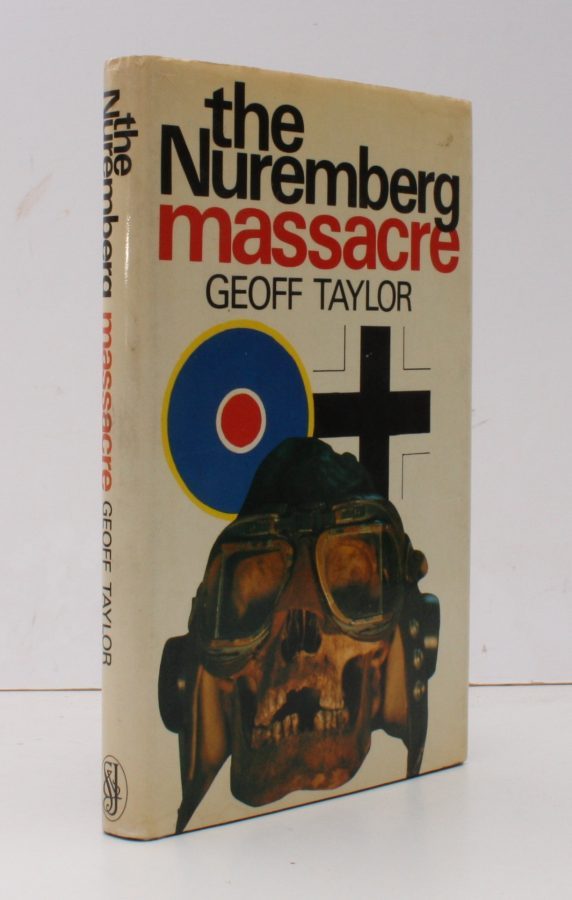 the
Nuremberg
massacre
GEOFF TAYLOR
the
Nuremberg massacre GEOFF TAYLOR